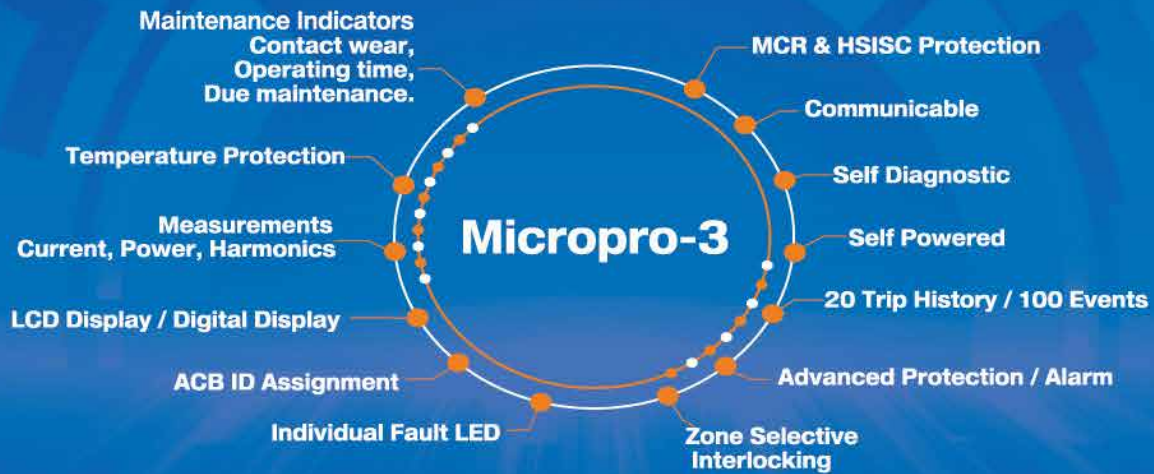 Maintenance Indicators
Contact wear,
Operating time,
Due maintenance.
Temperature Protection
Measurements
Current, Power, Harmonics
LCD Display / Digital Display
ACB ID Assignment
Individual Fault LED
Micropro-3
MCR & HSISC Protection
Communicable
Self Diagnostic
Self Powered
20 Trip History / 100 Events
Advanced Protection / Alarm
Zone Selective
Interlocking